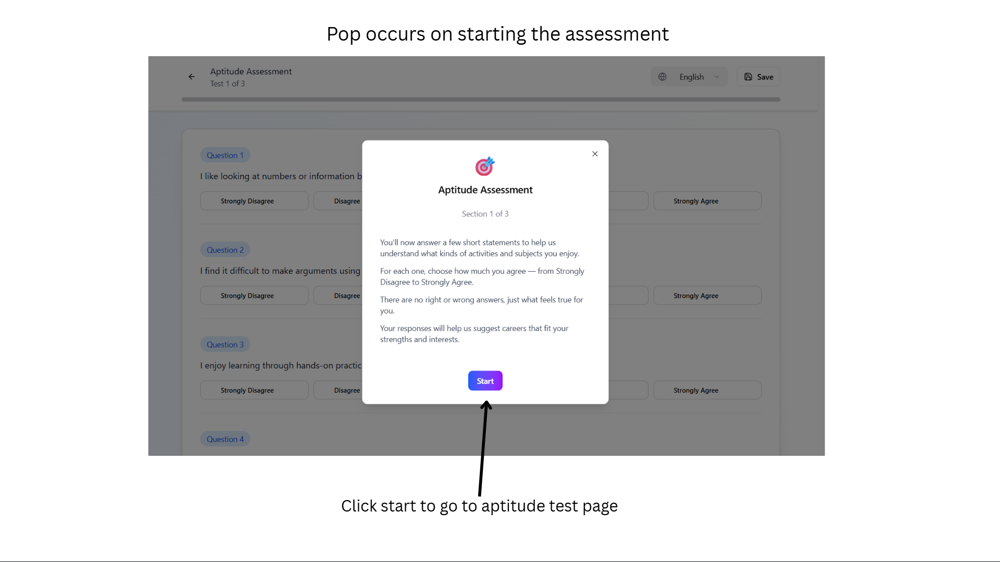 Pop occurs on starting the assessment
Aptitude Assessment
Test 1 of 3
English
Save
Question 1
I like looking at numbers or information b
Strongly Disagree
Disagree
Strongly Agree
Question 2
I find it difficult to make arguments using
Strongly Disagree
Disagree
Strongly Agree
Question 3
I enjoy learning through hands-on practic
Strongly Disagree
Disagree
Strongly Agree
Question 4
Aptitude Assessment
Section 1 of 3
You'll now answer a few short statements to help us
understand what kinds of activities and subjects you enjoy.
For each one, choose how much you agree — from Strongly
Disagree to Strongly Agree.
There are no right or wrong answers, just what feels true for
you.
Your responses will help us suggest careers that fit your
strengths and interests.
Start
Click start to go to aptitude test page